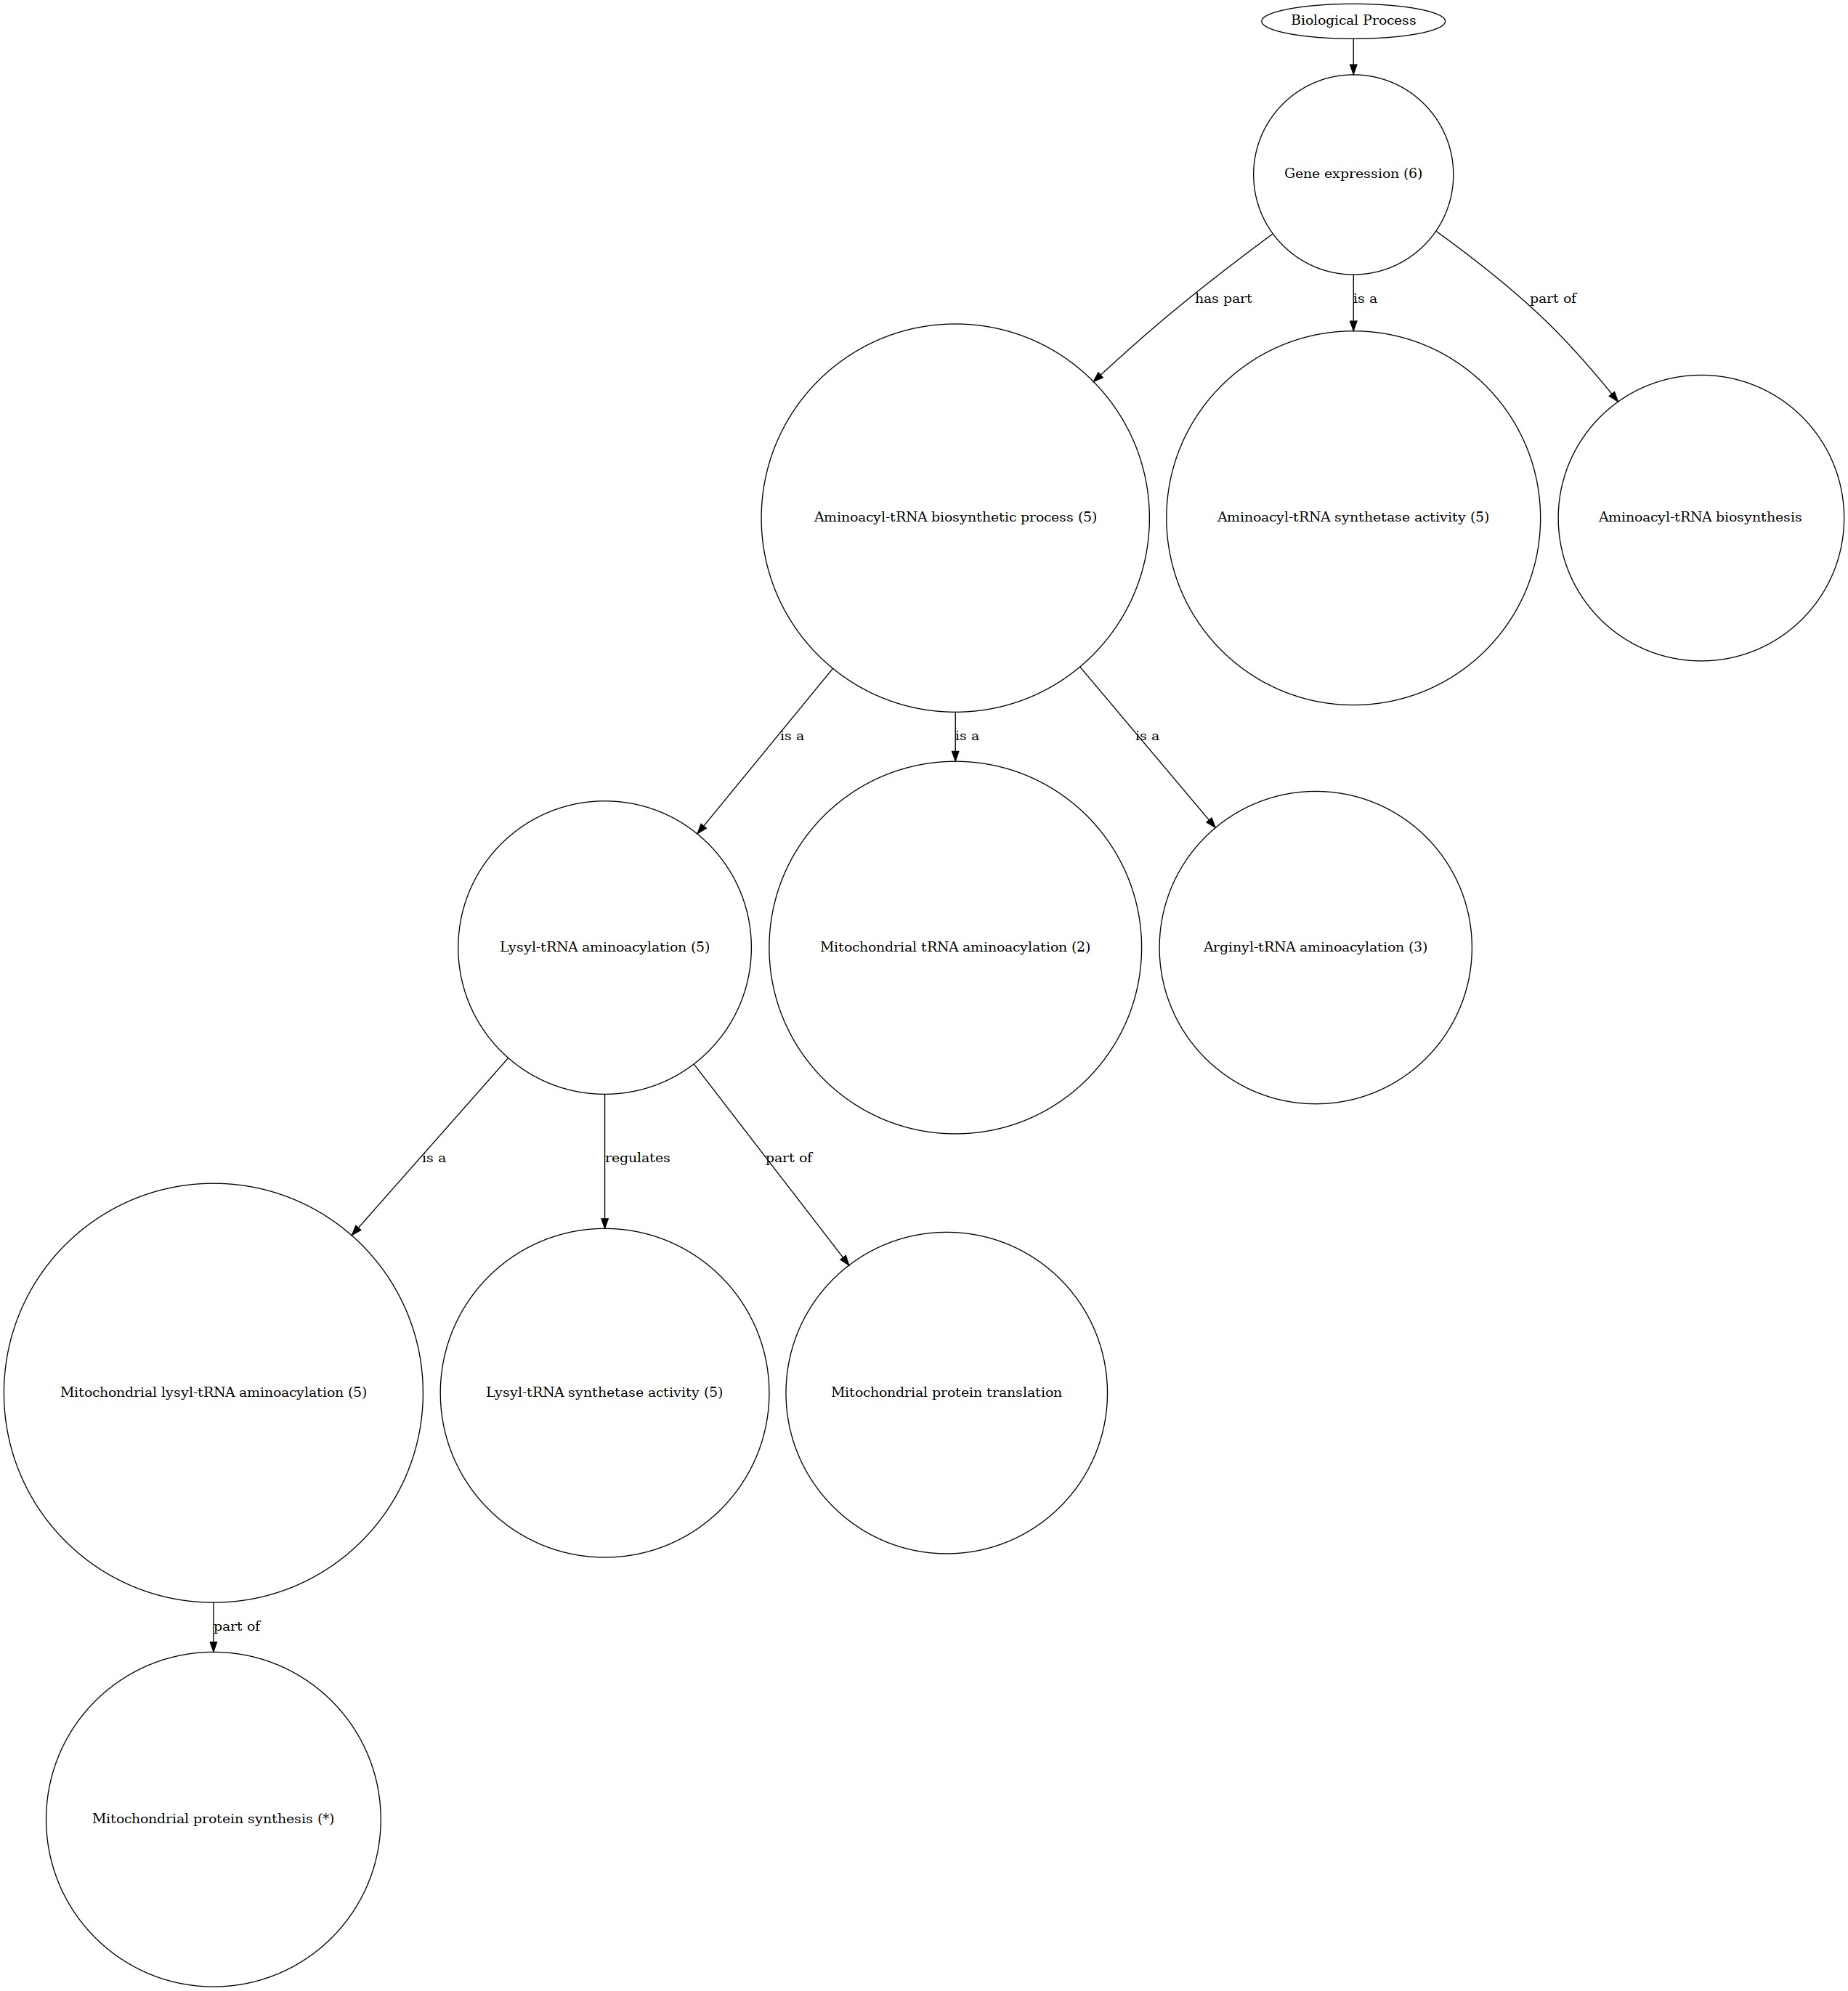 Biological Process
Gene expression (6)
has part
is a
part of
Aminoacyl-tRNA biosynthetic process (5)
Aminoacyl-tRNA synthetase activity (5)
Aminoacyl-tRNA biosynthesis
is a
is a
is a
Lysyl-tRNA aminoacylation (5)
Mitochondrial tRNA aminoacylation (2)
Arginyl-tRNA aminoacylation (3)
is a
regulates
part of
Mitochondrial lysyl-tRNA aminoacylation (5)
Lysyl-tRNA synthetase activity (5)
Mitochondrial protein translation
part of
Mitochondrial protein synthesis (*)